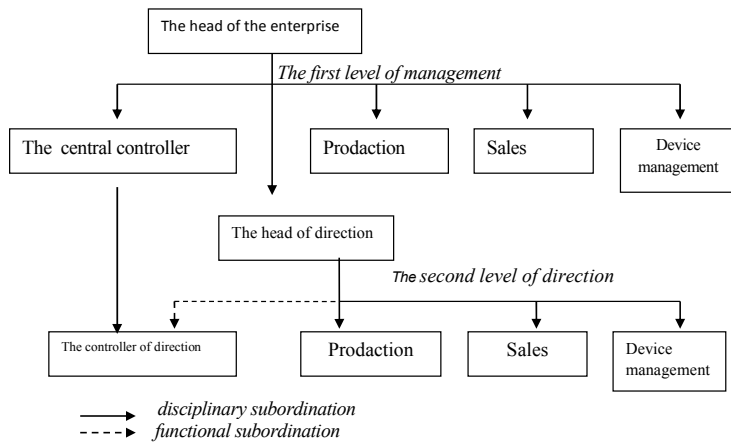 The head of the enterprise
The first level of management
The central controller
Prodaction
Sales
Device
management
The head of direction
The second level of direction
The controller of direction
Prodaction
Sales
Device
management
disciplinary subordination
functional subordination